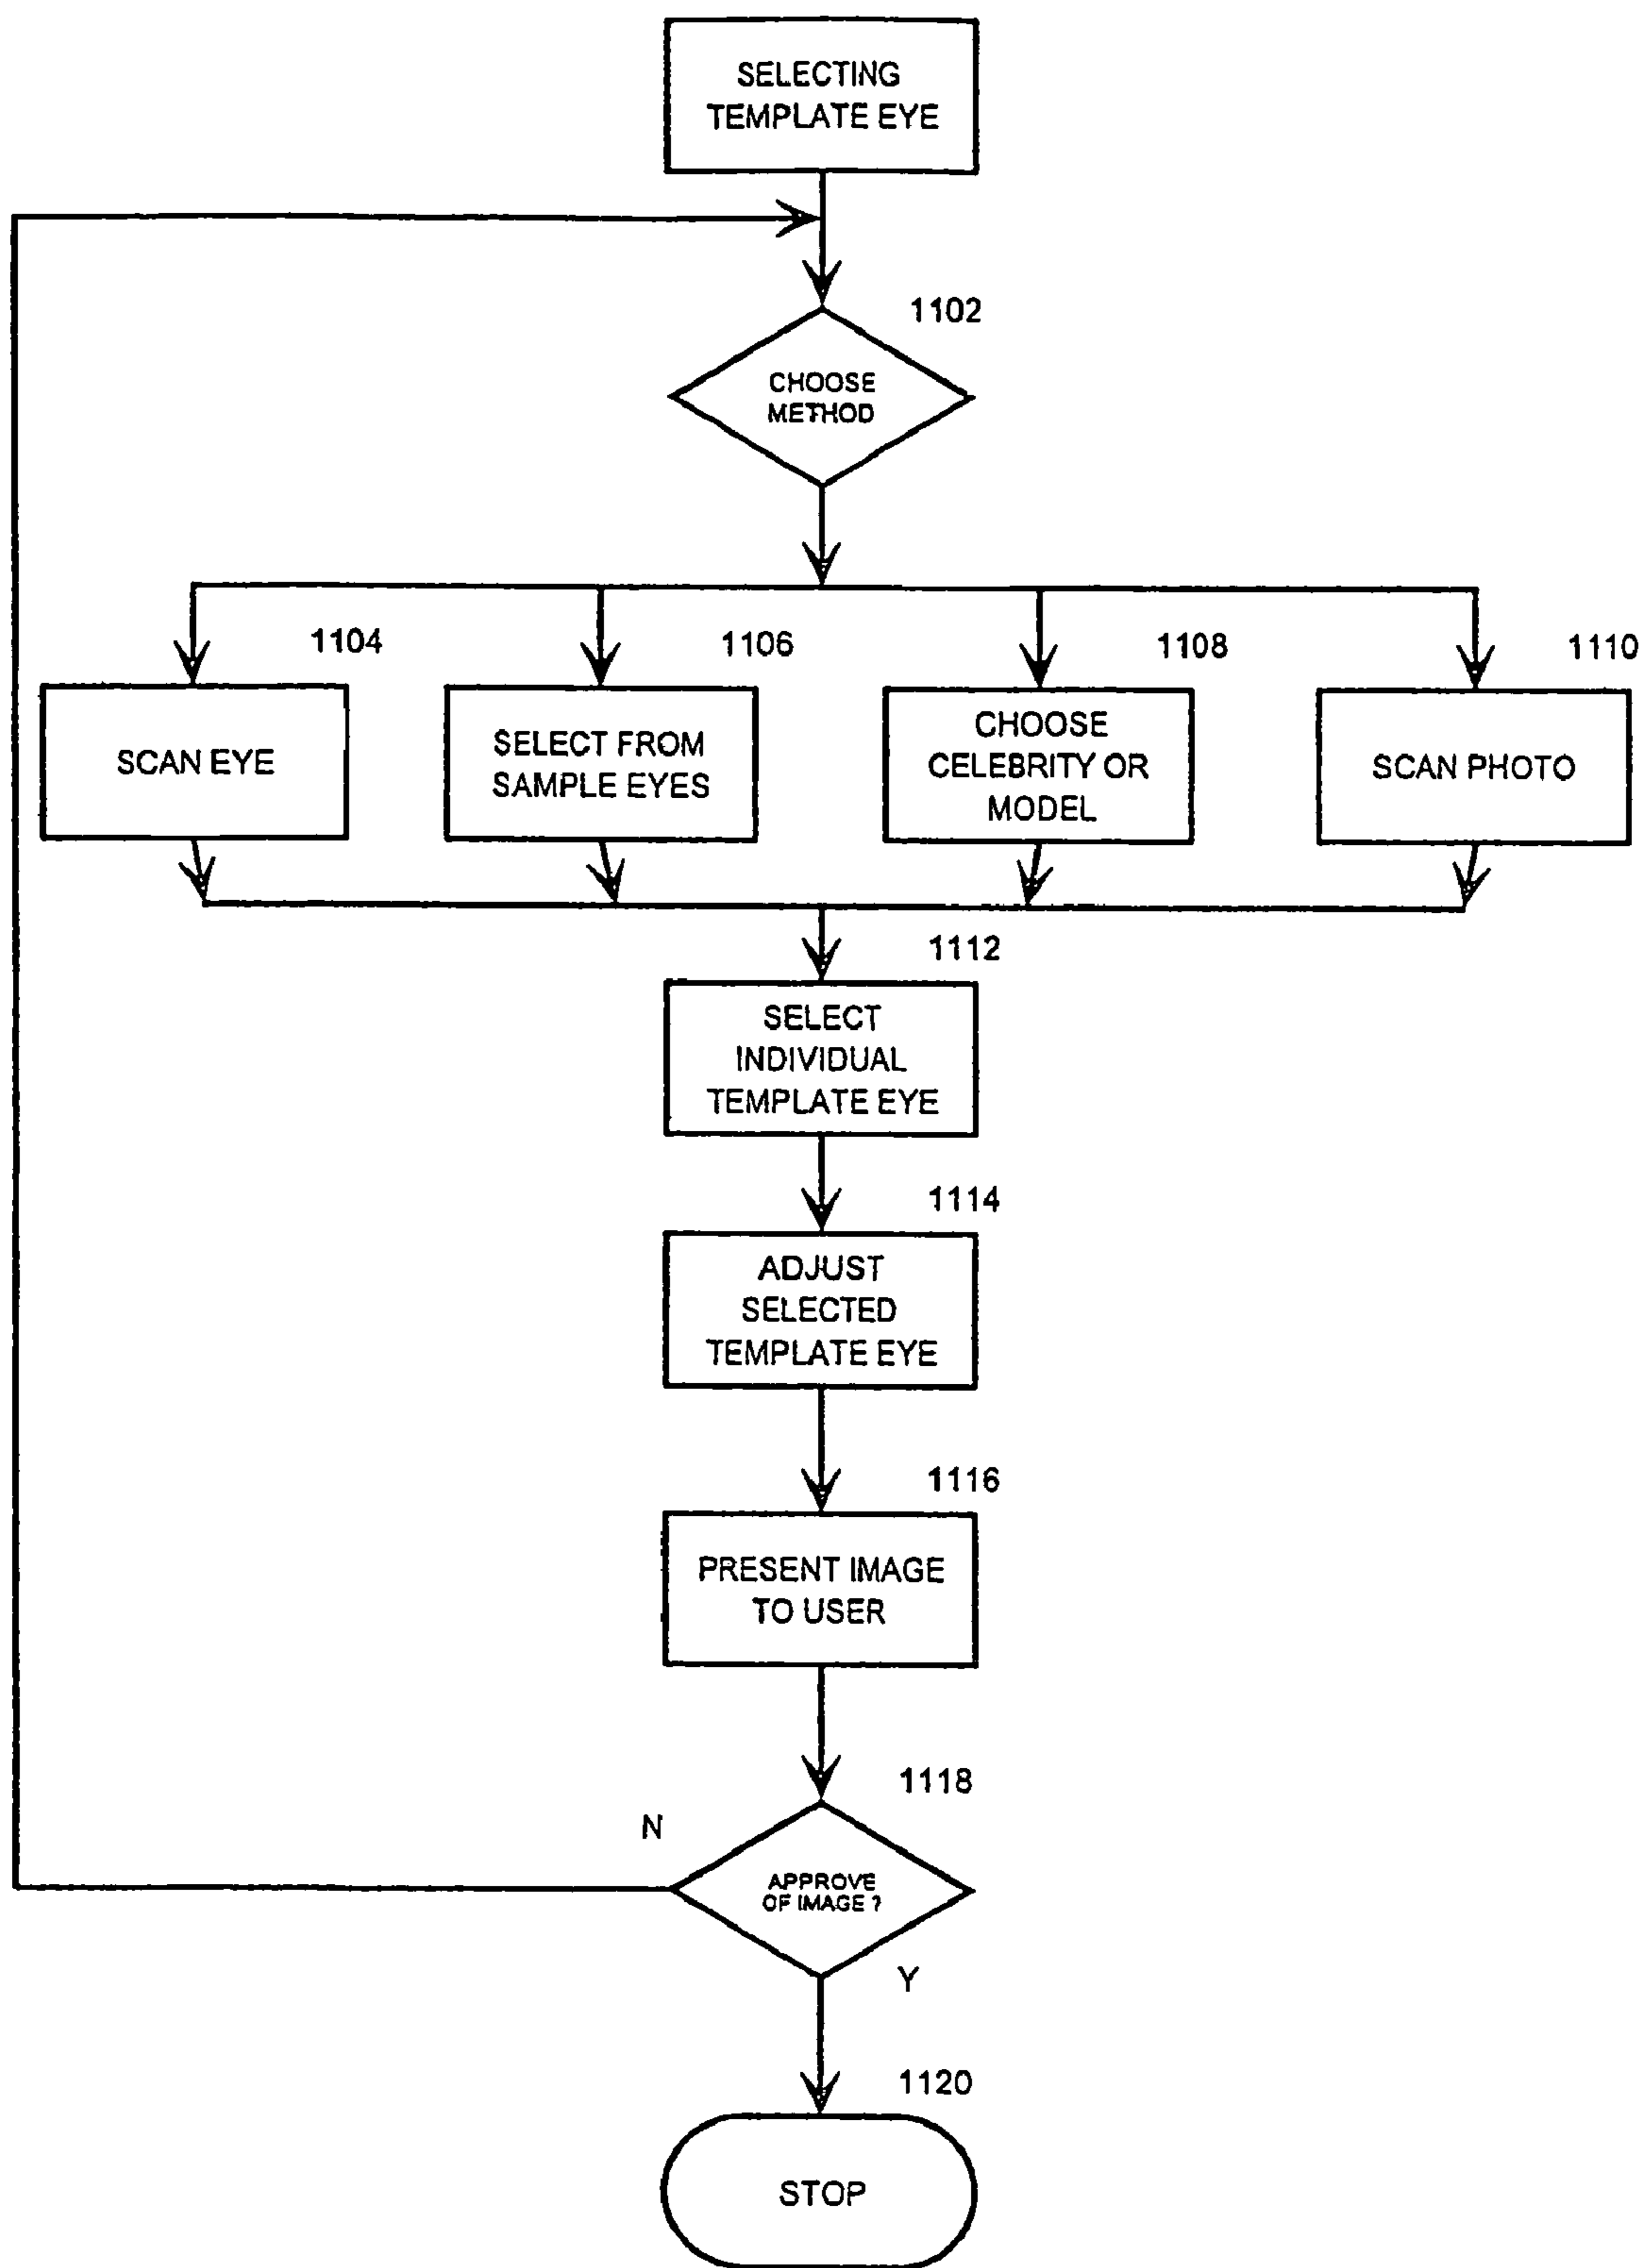 SELECTING
TEMPLATE EYE
1102
CHOOSE
METHOD
1104
SCAN EYE
1106
SELECT FROM
SAMPLE EYES
1108
CHOOSE
CELEBRITY OR
MODEL
1110
SCAN PHOTO
1112
SELECT
INDIVIDUAL
TEMPLATE EYE
1114
ADJUST
SELECTED
TEMPLATE EYE
1116
PRESENT IMAGE
TO USER
1118
N
APPROVE
OF IMAGE ?
Y
1120
STOP